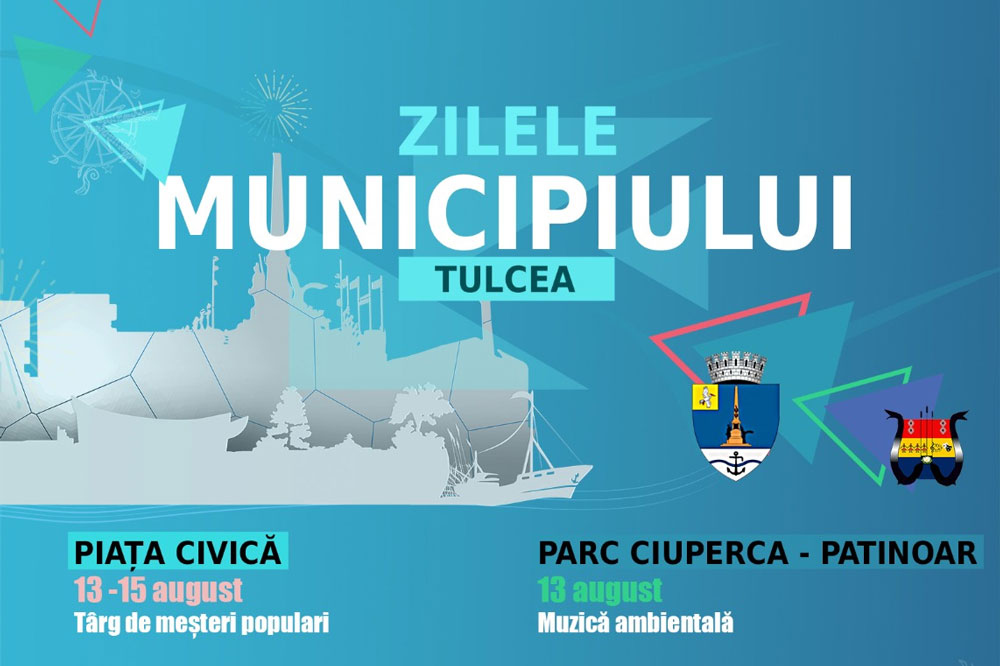 ZILELE
MUNICIPIULUI
TULCEA
PIAȚA CIVICĂ
13 -15 august
Târg de meșteri populari
PARC CIUPERCA - PATINOAR
13 august
Muzică ambientală